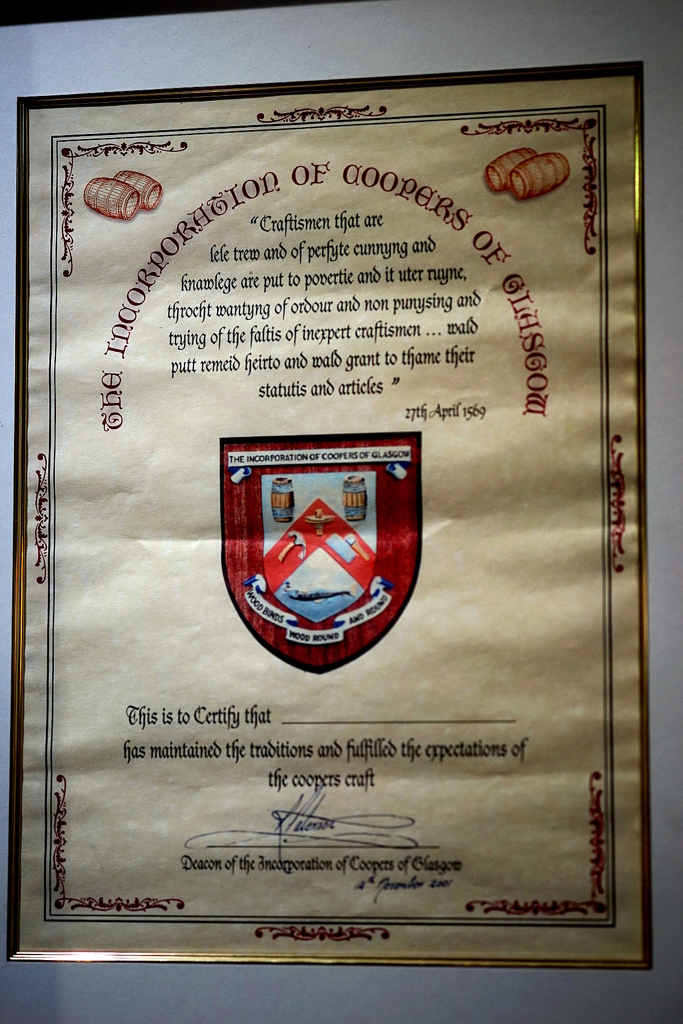 THE INCORPORATION OF COOPERS OF GLASGOW
"Craftismen that are
lele trew and of perfyte cunnyng and
knawlege are put to povertie and it uter ruyne,
throcht wantyng of ordour and non punysing and
trying of the faltis of inexpert craftismen ... wald
putt remeid heirto and wald grant to thame their
statutis and articles"
27th April 1569
THE INCORPORATION OF COOPERS OF GLASGOW
WOOD BINDS WOOD ROUND AND ROUND
This is to Certify that
has maintained the traditions and fulfilled the expectations of
the coopers craft
Deacon of the Incorporation of Coopers of Glasgow
November 2001